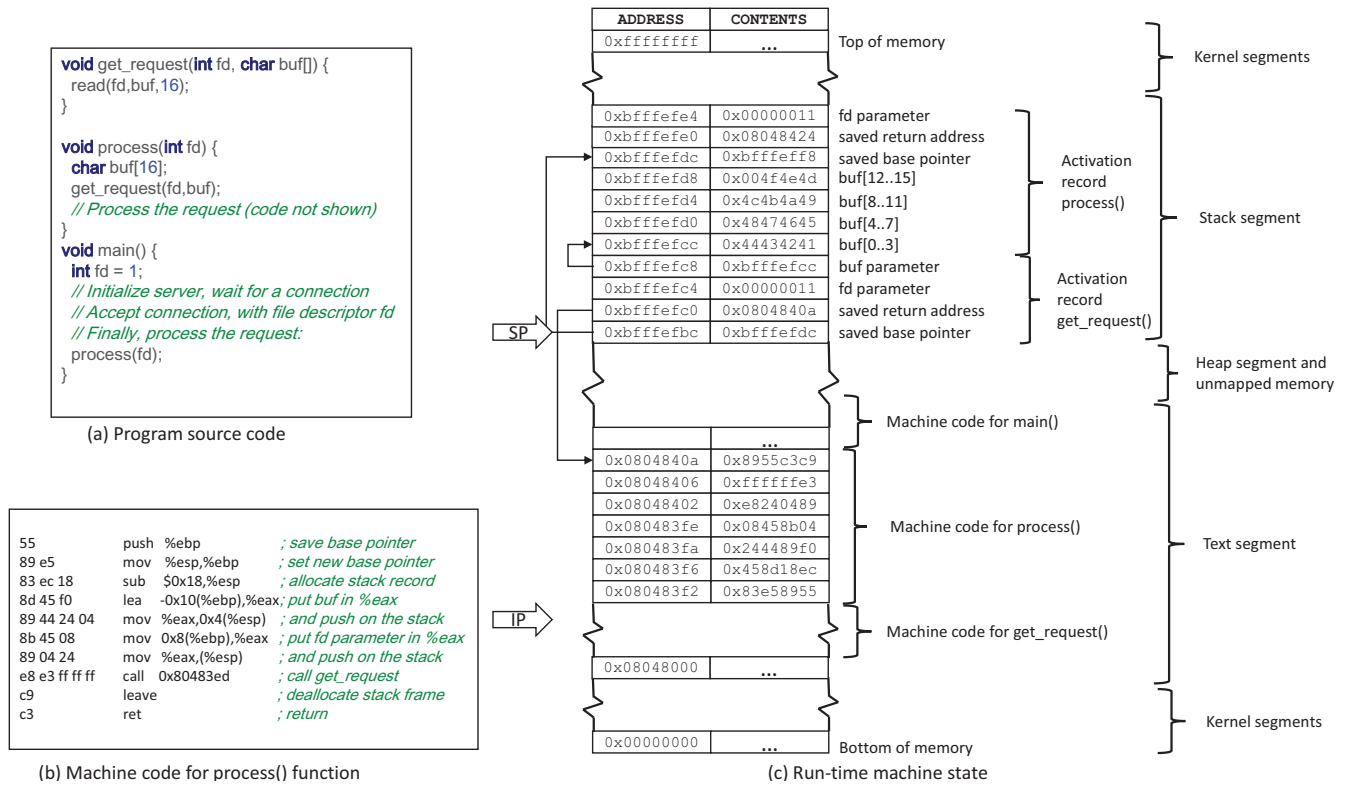 void get_request(int fd, char buf[]) {
read(fd,buf,16);
}
void process(int fd) {
char buf[16];
get_request(fd,buf);
// Process the request (code not shown)
}
void main() {
int fd = 1;
// Initialize server, wait for a connection
// Accept connection, with file descriptor fd
// Finally, process the request:
process(fd);
}
(a) Program source code
55 push %ebp ; save base pointer
89 e5 mov %esp,%ebp ; set new base pointer
83 ec 18 sub $0x18,%esp ; allocate stack record
8d 45 f0 lea -0x10(%ebp),%eax ; put buf in %eax
89 44 24 04 mov %eax,0x4(%esp) ; and push on the stack
8b 45 08 mov 0x8(%ebp),%eax ; put fd parameter in %eax
89 04 24 mov %eax,(%esp) ; and push on the stack
e8 e3 ff ff ff call 0x80483ed ; call get_request
c9 leave ; deallocate stack frame
c3 ret ; return
(b) Machine code for process() function
ADDRESS CONTENTS
0xffffffff ... Top of memory
Kernel segments
0xbfffefe4 0x00000011 fd parameter
0xbfffefe0 0x08048424 saved return address
0xbfffefdc 0xbfffeff8 saved base pointer
0xbfffefd8 0x004f4e4d buf[12..15]
0xbfffefd4 0x4c4b4a49 buf[8..11]
0xbfffefd0 0x48474645 buf[4..7]
0xbfffefcc 0x44434241 buf[0..3]
0xbfffefc8 0xbfffefcc buf parameter
0xbfffefc4 0x00000011 fd parameter
0xbfffefc0 0x0804840a saved return address
0xbfffefbc 0xbfffefdc saved base pointer
Activation
record
process()
Activation
record
get_request()
Stack segment
SP
Heap segment and
unmapped memory
Machine code for main()
...
0x0804840a 0x8955c3c9
0x08048406 0xffffffe3
0x08048402 0xe8240489
0x080483fe 0x08458b04
0x080483fa 0x244489f0
0x080483f6 0x458d18ec
0x080483f2 0x83e58955
Machine code for process()
Text segment
IP
Machine code for get_request()
0x08048000 ...
Kernel segments
0x00000000 ... Bottom of memory
(c) Run-time machine state